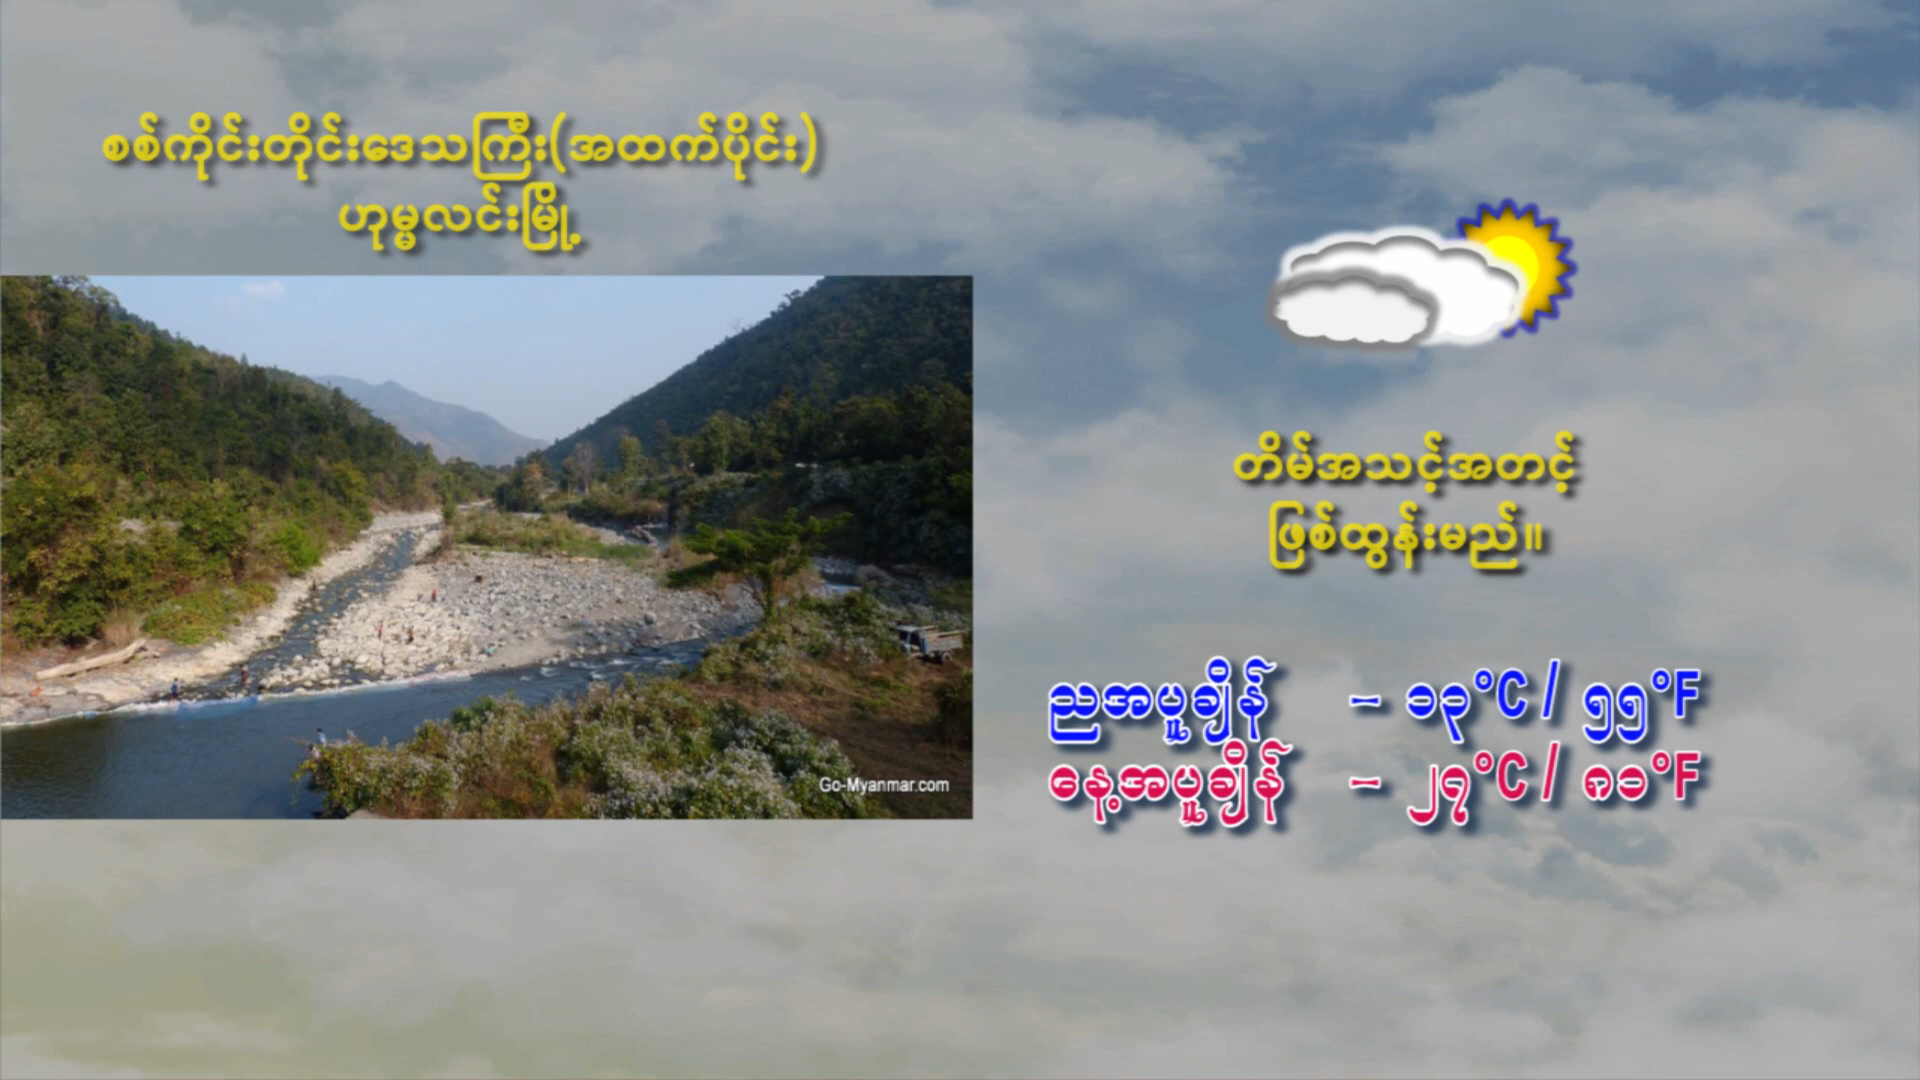 စစ်ကိုင်းတိုင်းဒေသကြီး(အထက်ပိုင်း)
ဟုမ္မလင်းမြို့
Go-Myanmar.com
တိမ်အသင့်အတင့်
ဖြစ်ထွန်းမည်။
ညအပူချိန် - ၁၃°C / ၅၅°F
နေ့အပူချိန် - ၂၇°C / ၈၁°F